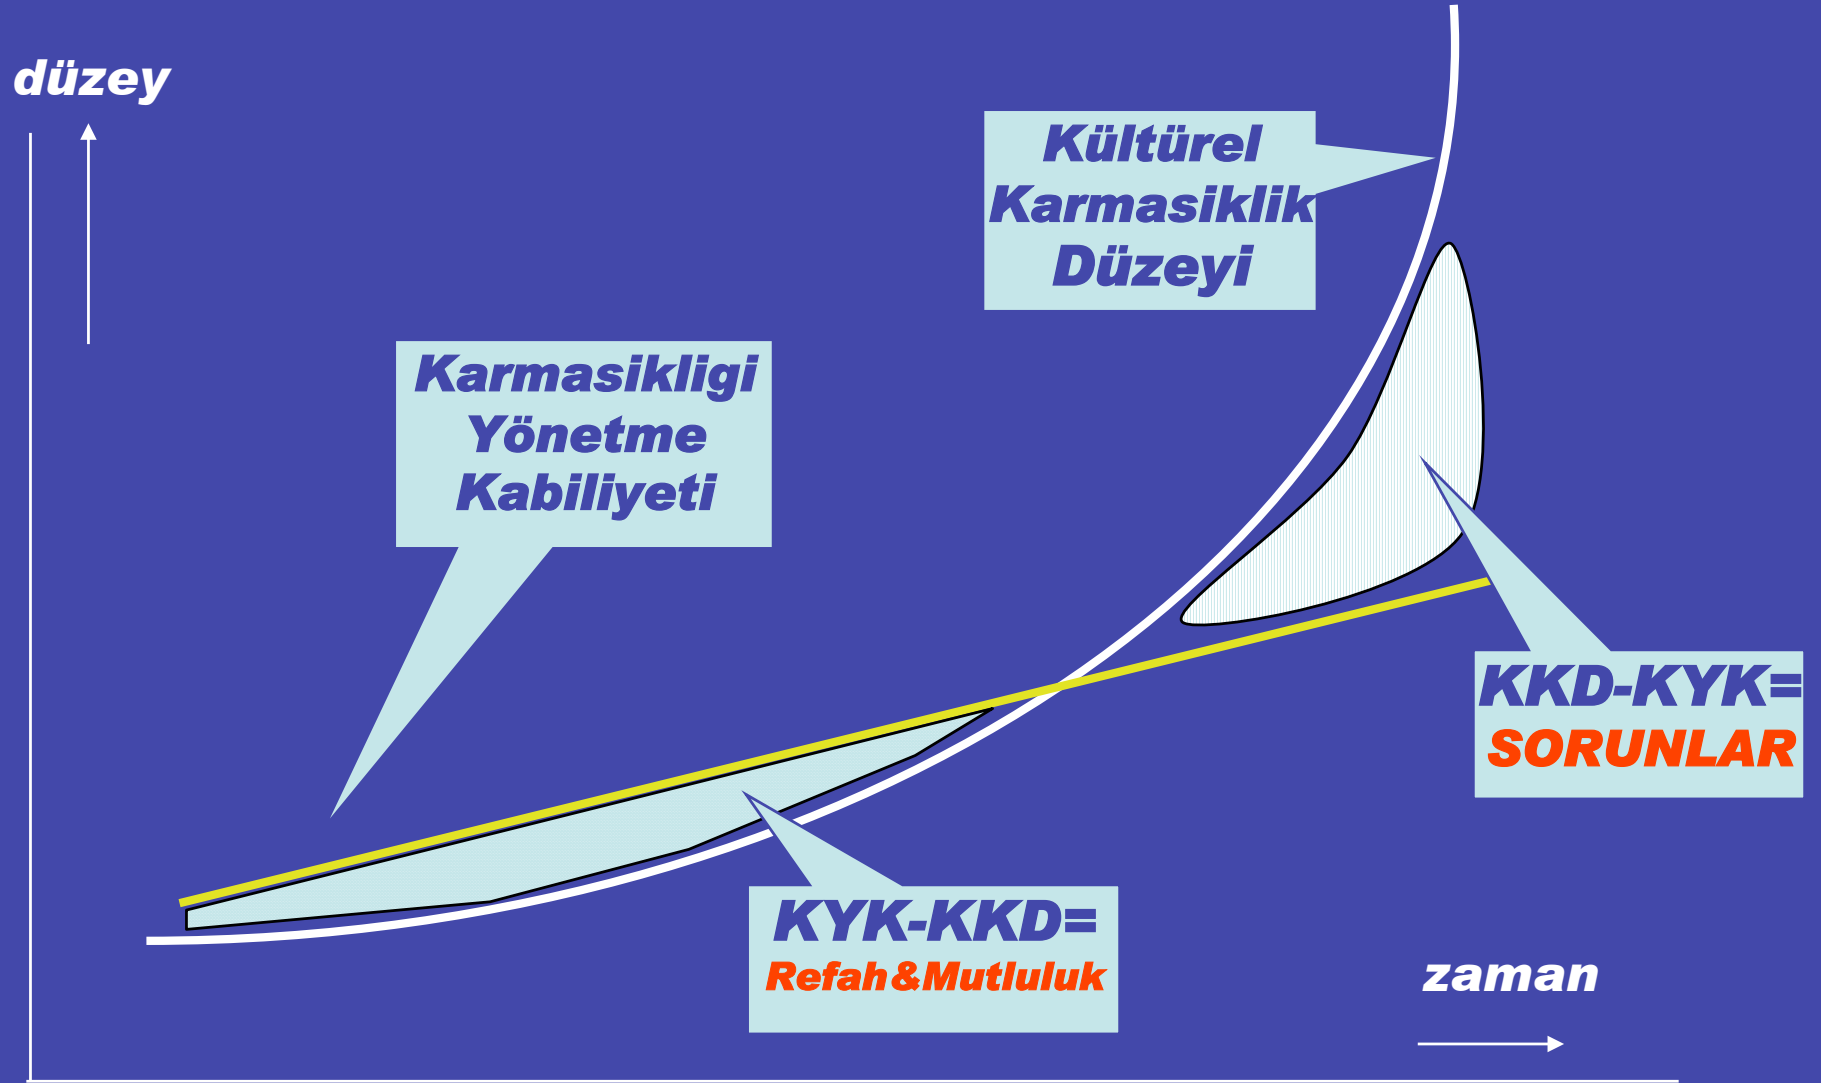 düzey
Kültürel
Karmasiklik
Düzeyi
Karmasikligi
Yönetme
Kabiliyeti
KKD-KYK=
SORUNLAR
KYK-KKD=
Refah&Mutluluk
zaman